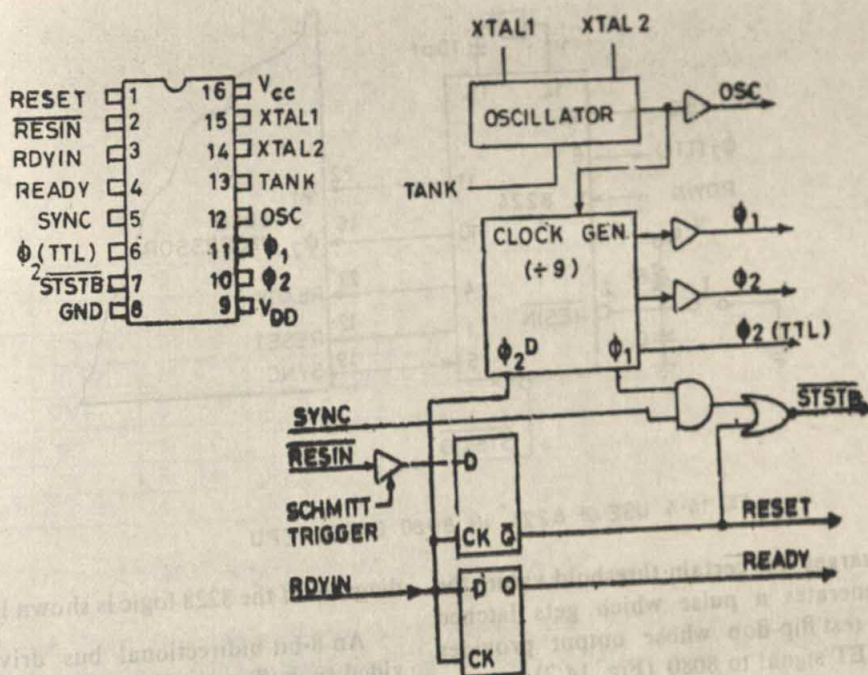 RESET 1 16 Vcc
RESIN 2 15 XTAL1
RDYIN 3 14 XTAL2
READY 4 13 TANK
SYNC 5 12 OSC
ϕ2(TTL) 6 11 ϕ1
STSTB 7 10 ϕ2
GND 8 9 VDD
XTAL1 XTAL2
OSCILLATOR
OSC
TANK
CLOCK GEN
(÷9)
ϕ1
ϕ2
ϕ2(TTL)
ϕ2D ϕ1
SYNC
STSTB
RESIN
D
SCHMITT
TRIGGER
CK Q̄
RESET
RDYIN
D Q
READY
CK